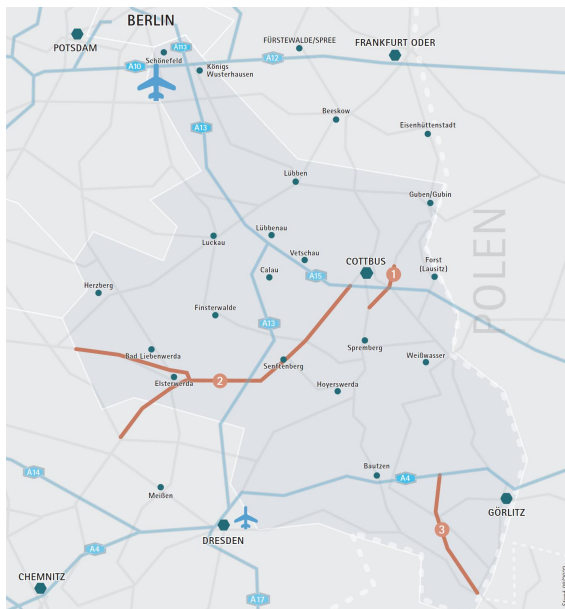 BERLIN
POTSDAM
Schönefeld
A113
A10
FÜRSTEWALDE/SPREE
FRANKFURT ODER
A12
Königs
Wusterhausen
A13
Beeskow
Eisenhüttenstadt
Lübben
Guben/Gubin
Luckau
Lübbenau
Vetschau
COTTBUS
Forst
(Lausitz)
POLEN
Calau
A15
1
Herzberg
Finsterwalde
A13
Bad Liebenwerda
Elsterwerda
2
Senftenberg
Spremberg
Weißwasser
Hoyerswerda
A14
Meißen
Bautzen
A4
GÖRLITZ
DRESDEN
3
A4
CHEMNITZ
A17